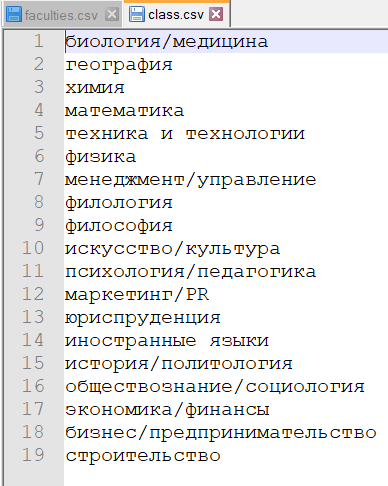 faculties.csv class.csv
1 биология/медицина
2 география
3 химия
4 математика
5 техника и технологии
6 физика
7 менеджмент/управление
8 филология
9 философия
10 искусство/культура
11 психология/педагогика
12 маркетинг/PR
13 юриспруденция
14 иностранные языки
15 история/политология
16 обществознание/социология
17 экономика/финансы
18 бизнес/предпринимательство
19 строительство